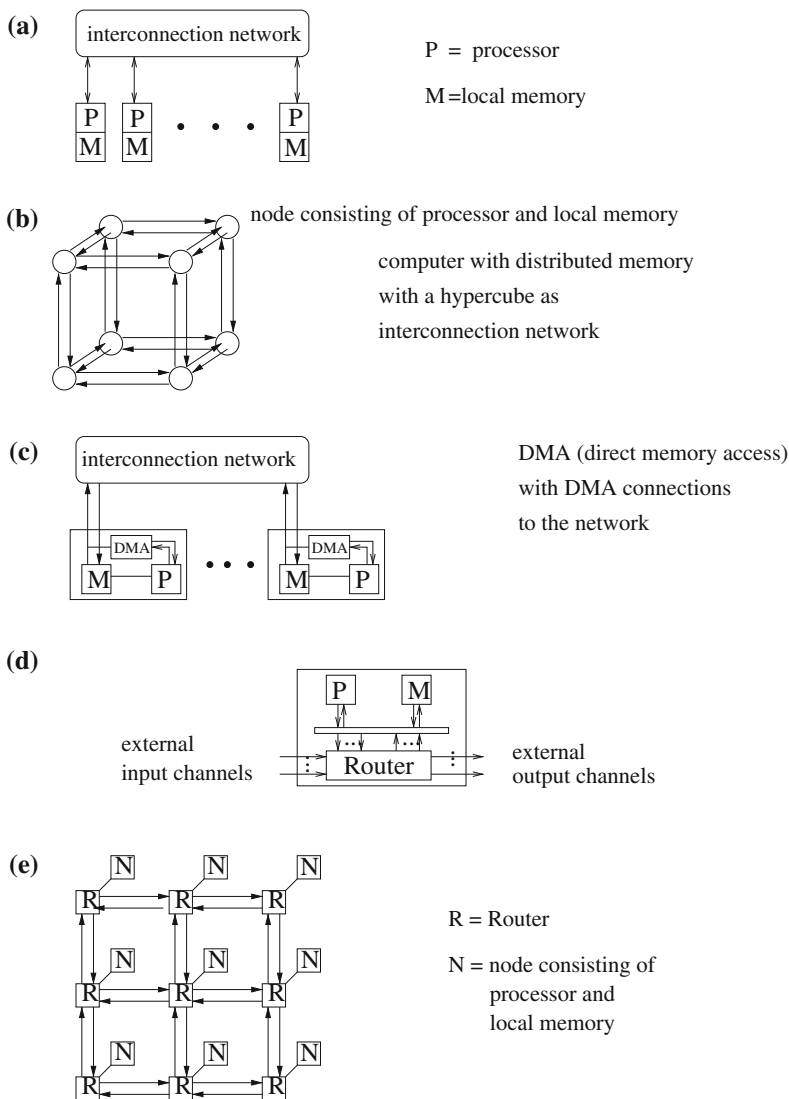 (a)
interconnection network
P = processor
M =local memory
P P P
M M M
(b)
node consisting of processor and local memory
computer with distributed memory
with a hypercube as
interconnection network
(c)
interconnection network
DMA (direct memory access)
with DMA connections
to the network
DMA DMA
M P M P
(d)
P M
external
input channels
Router
external
output channels
(e)
N N N
R R R
N N N
R R R
N N N
R R R
R = Router
N = node consisting of
processor and
local memory